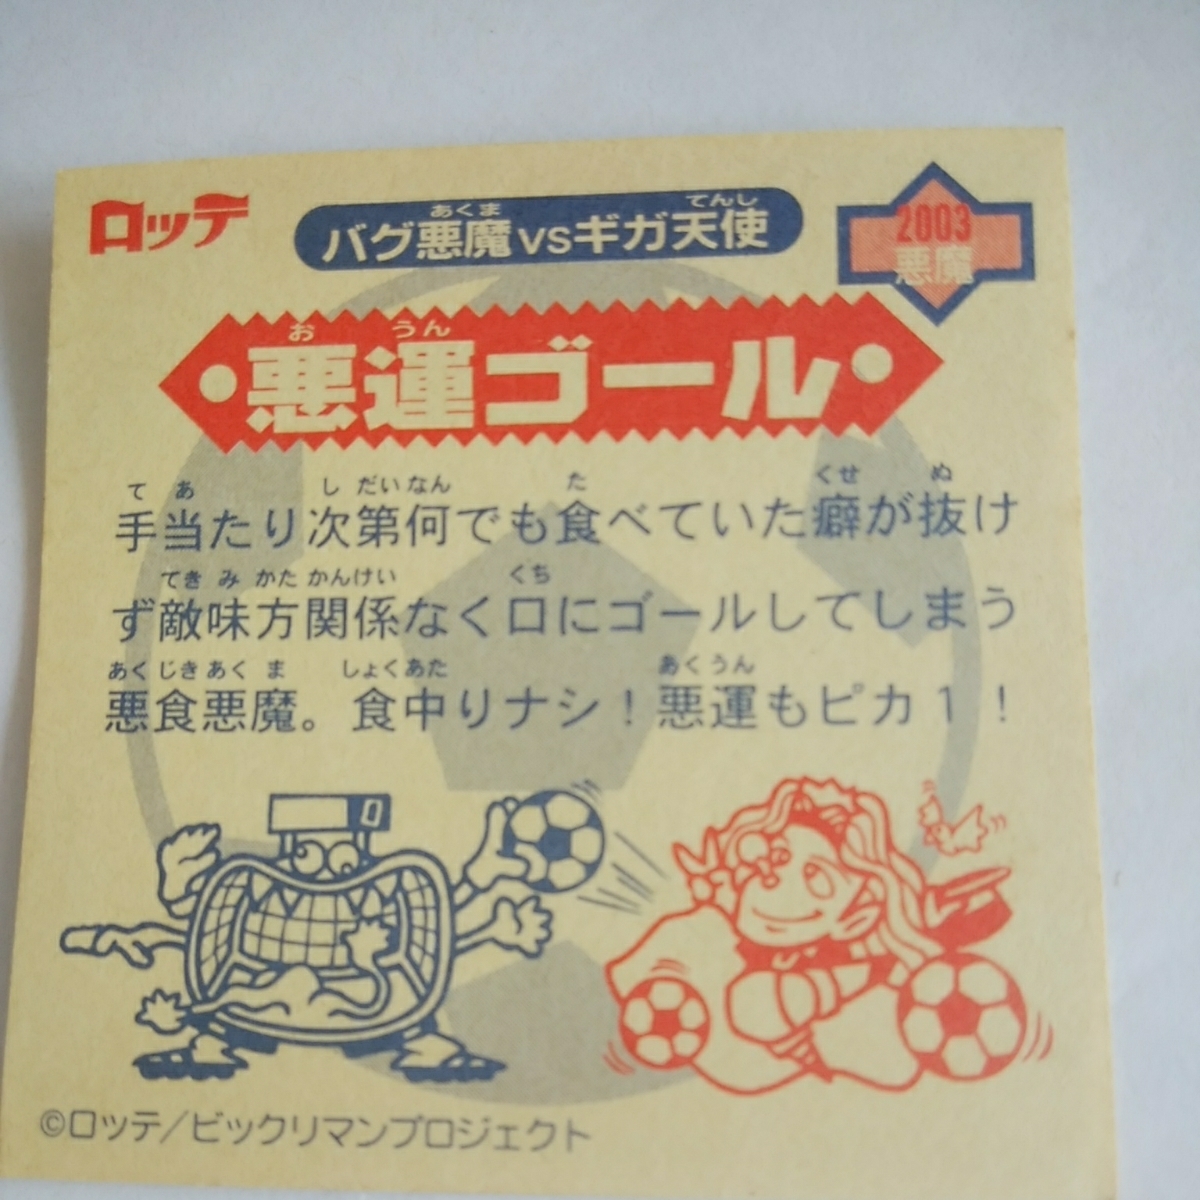 ロッテ
バグ悪魔vsギガ天使
あくま
てんし
2003
悪魔
お うん
悪運ゴール
て あ し だい なん た くせ ぬ
手当たり次第何でも食べていた癖が抜け
てき み かた かんけい くち
ず敵味方関係なく口にゴールしてしまう
あくじきあくま しょくあた あくうん
悪食悪魔。食中りナシ!悪運もピカ1!
©ロッテ/ビックリマンプロジェクト